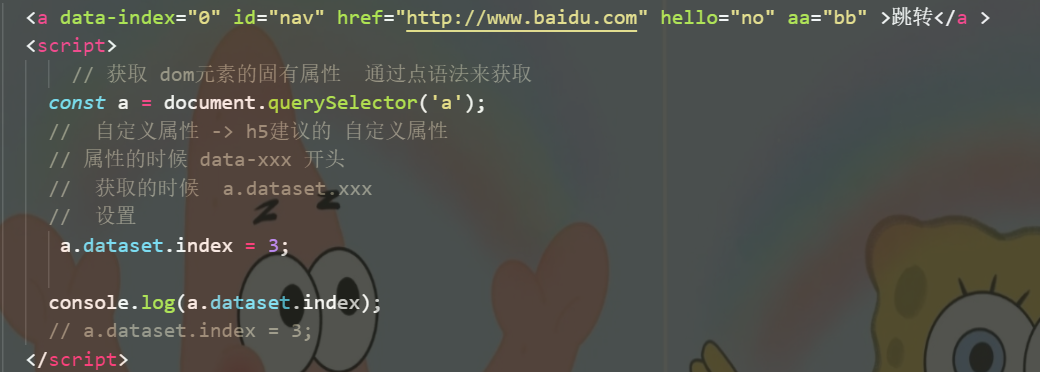 <a data-index="0" id="nav" href="http://www.baidu.com" hello="no" aa="bb" >跳转</a >
<script>
// 获取 dom元素的固有属性  通过点语法来获取
const a = document.querySelector('a');
//  自定义属性 -> h5建议的 自定义属性
// 属性的时候 data-xxx 开头
//  获取的时候  a.dataset.xxx
//  设置
a.dataset.index = 3;
console.log(a.dataset.index);
// a.dataset.index = 3;
</script>